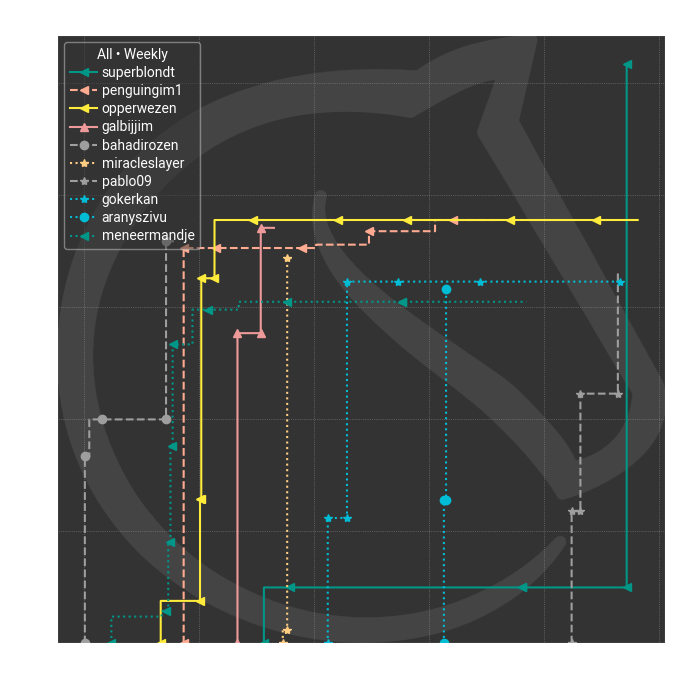 All • Weekly
superblondt
penguingim1
opperwezen
galbijjim
bahadirozen
miracleslayer
pablo09
gokerkan
aranyszivu
meneermandje